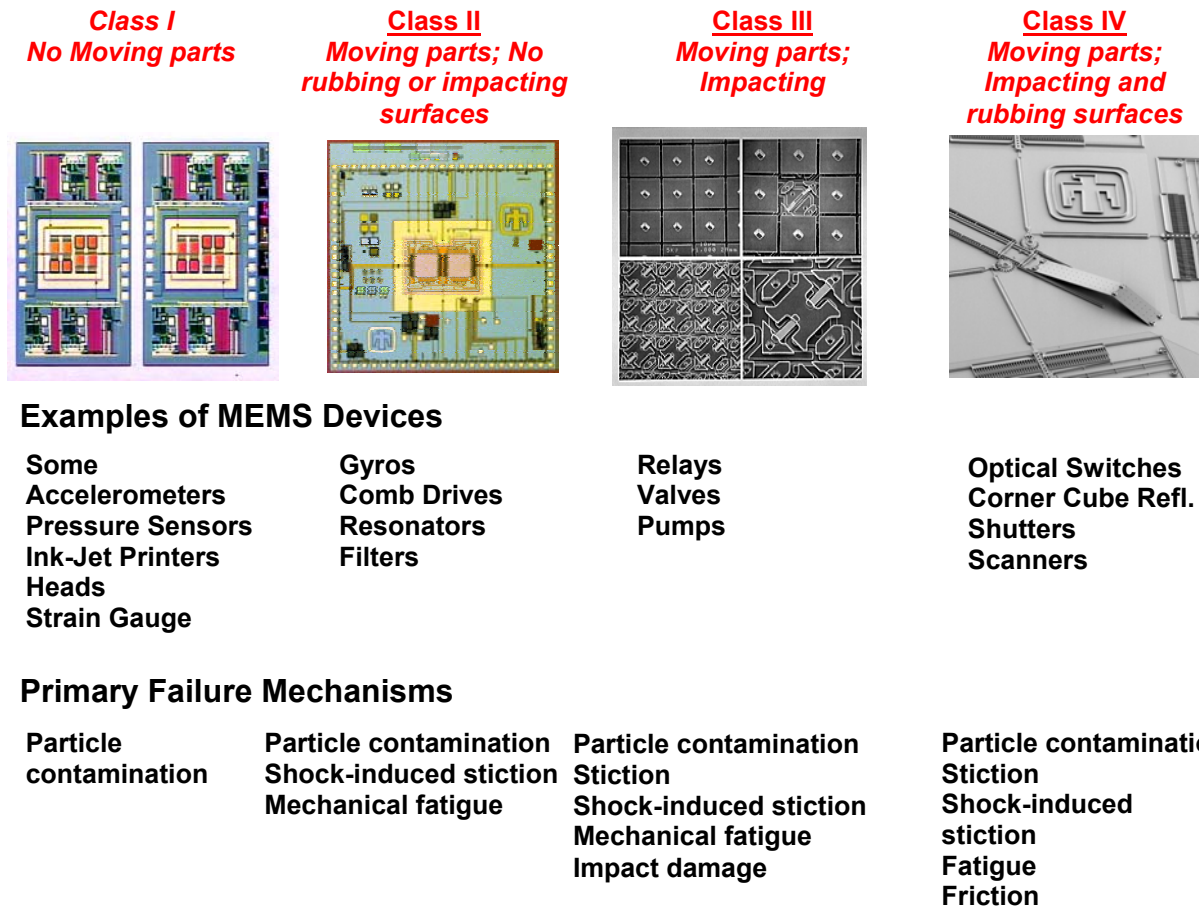 Class I
No Moving parts
Class II
Moving parts; No
rubbing or impacting
surfaces
Class III
Moving parts;
Impacting
Class IV
Moving parts;
Impacting and
rubbing surfaces
Examples of MEMS Devices
Some
Accelerometers
Pressure Sensors
Ink-Jet Printers
Heads
Strain Gauge
Gyros
Comb Drives
Resonators
Filters
Relays
Valves
Pumps
Optical Switches
Corner Cube Refl.
Shutters
Scanners
Primary Failure Mechanisms
Particle
contamination
Particle contamination
Shock-induced stiction
Mechanical fatigue
Particle contamination
Stiction
Shock-induced stiction
Mechanical fatigue
Impact damage
Particle contaminatio
Stiction
Shock-induced
stiction
Fatigue
Friction